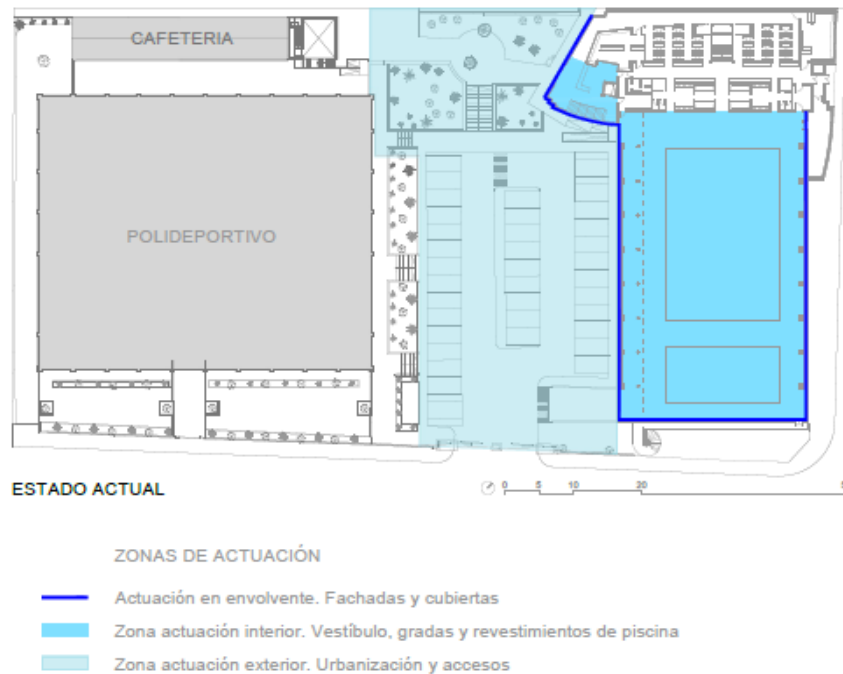 CAFETERIA
POLIDEPORTIVO
ESTADO ACTUAL
0 5 10 20
ZONAS DE ACTUACIÓN
Actuación en envolvente. Fachadas y cubiertas
Zona actuación interior. Vestíbulo, gradas y revestimientos de piscina
Zona actuación exterior. Urbanización y accesos